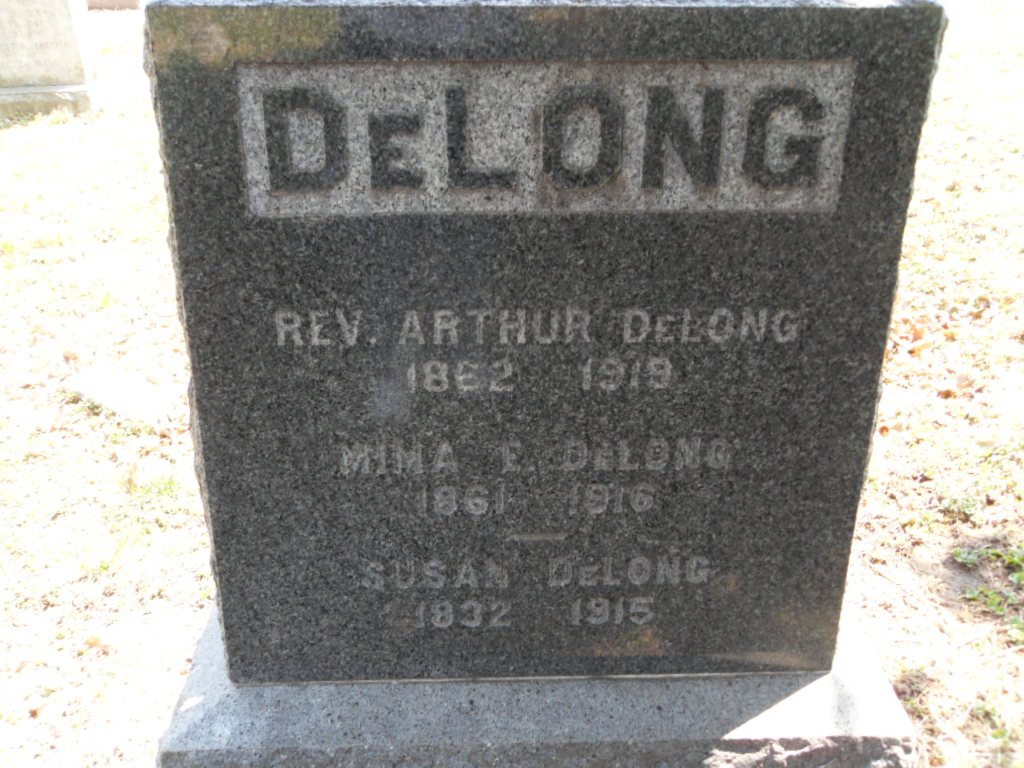 DeLONG
REV. ARTHUR DeLONG
1862 1919
MIMA E. DeLONG
1861 1916
SUSAN DeLONG
1832 1915